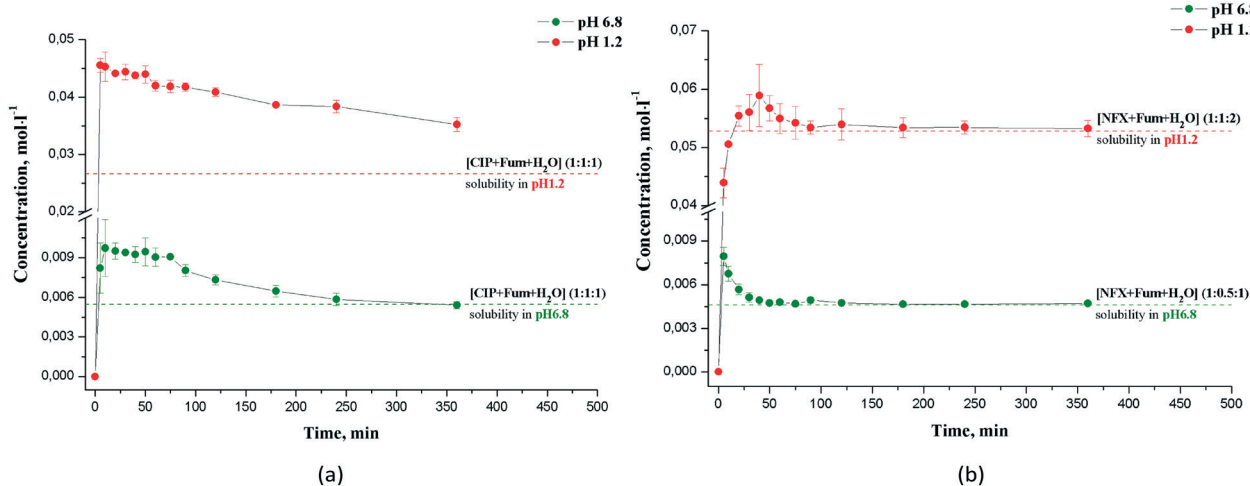 pH 6.8
pH 1.2
0,05
0,04
0,03
0,02
0,009
0,006
0,003
0,000
Concentration, mol·l⁻¹
[CIP+Fum+H₂O] (1:1:1)
solubility in pH1.2
[CIP+Fum+H₂O] (1:1:1)
solubility in pH6.8
0 50 100 150 200 250 300 350 400 450 500
Time, min
(a)
pH 6.8
pH 1.
0,07
0,06
0,05
0,04
0,009
0,006
0,003
0,000
Concentration, mol·l⁻¹
[NFX+Fum+H₂O] (1:1:2)
solubility in pH1.2
[NFX+Fum+H₂O] (1:0.5:1)
solubility in pH6.8
0 50 100 150 200 250 300 350 400 450 500
Time, min
(b)